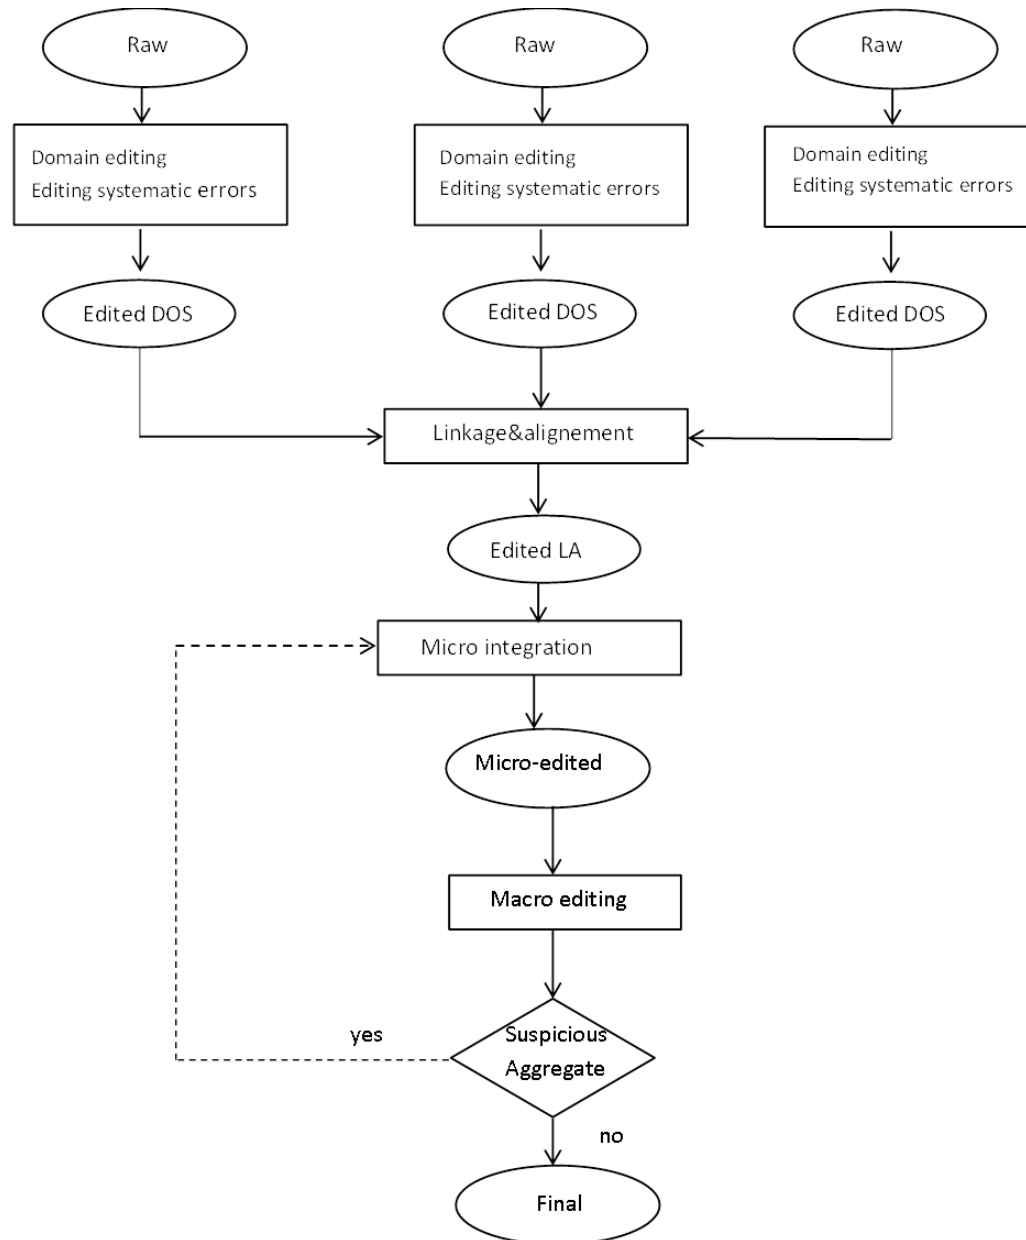 Raw
Raw
Raw
Domain editing
Editing systematic errors
Domain editing
Editing systematic errors
Domain editing
Editing systematic errors
Edited DOS
Edited DOS
Edited DOS
Linkage&alignement
Edited LA
Micro integration
Micro-edited
Macro editing
yes
Suspicious
Aggregate
no
Final